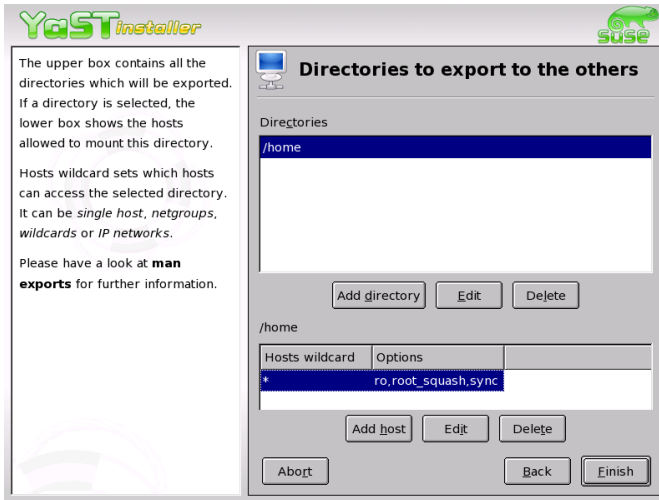 YaSTinstaller
SuSE
The upper box contains all the
directories which will be exported.
If a directory is selected, the
lower box shows the hosts
allowed to mount this directory.
Hosts wildcard sets which hosts
can access the selected directory.
It can be single host, netgroups,
wildcards or IP networks.
Please have a look at man
exports for further information.
Directories to export to the others
Directories
/home
Add directory Edit Delete
/home
Hosts wildcard Options
* ro,root_squash,sync
Add host Edit Delete
Abort Back Finish